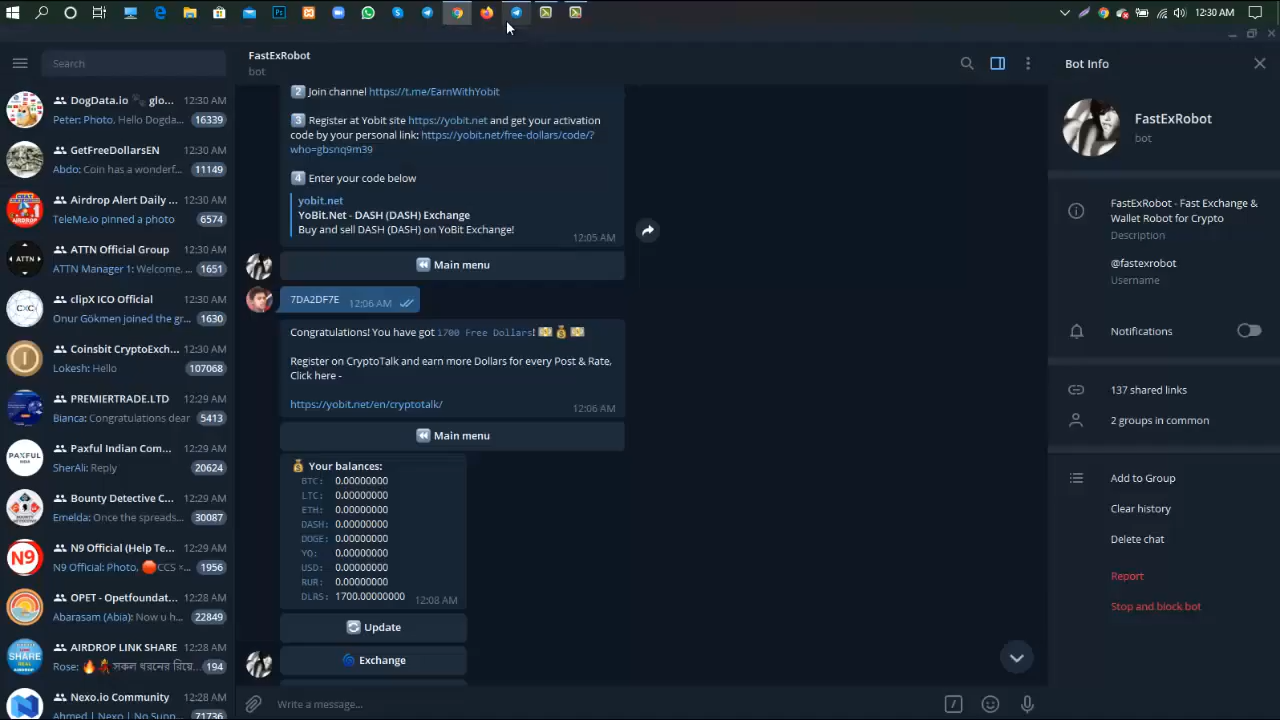 12:30 AM
Search
FastExRobot
bot
Bot Info
DogData.io 🐾 glo... 12:30 AM
Peter: Photo, Hello Dogda... 16339
GetFreeDollarsEN 12:30 AM
Abdo: Coin has a wonderf... 11149
Airdrop Alert Daily ... 12:30 AM
TeleMe.io pinned a photo 6574
ATTN Official Group 12:30 AM
ATTN Manager 1: Welcome, ... 1651
clipX ICO Official 12:30 AM
Onur Gökmen joined the gr... 1630
Coinsbit CryptoExch... 12:30 AM
Lokesh: Hello 107068
PREMIERTRADE.LTD 12:29 AM
Bianca: Congratulations dear 5413
Paxful Indian Com... 12:29 AM
SherAli: Reply 20624
Bounty Detective C... 12:29 AM
Emelda: Once the spreads... 30087
N9 Official (Help Te... 12:29 AM
N9 Official: Photo, 🔴CCS ×... 1956
OPET - Opetfoundat... 12:28 AM
Abarasam (Abia): Now u h... 22849
AIRDROP LINK SHARE 12:28 AM
Rose: 🔥💃 সকল ধরনের রিয়ে... 194
Nexo.io Community 12:28 AM
Ahmed | Nexo | No Supp... 71736
2 Join channel https://t.me/EarnWithYobit
3 Register at Yobit site https://yobit.net and get your activation
code by your personal link: https://yobit.net/free-dollars/code/?
who=gbsnq9m39
4 Enter your code below
yobit.net
YoBit.Net - DASH (DASH) Exchange
Buy and sell DASH (DASH) on YoBit Exchange!
12:05 AM
Main menu
7DA2DF7E 12:06 AM
Congratulations! You have got 1700 Free Dollars! 💵💰💵
Register on CryptoTalk and earn more Dollars for every Post & Rate,
Click here -
https://yobit.net/en/cryptotalk/
12:06 AM
Main menu
💰 Your balances:
BTC: 0.00000000
LTC: 0.00000000
ETH: 0.00000000
DASH: 0.00000000
DOGE: 0.00000000
YO: 0.00000000
USD: 0.00000000
RUR: 0.00000000
DLRS: 1700.00000000
12:08 AM
Update
Exchange
Write a message...
FastExRobot
bot
FastExRobot - Fast Exchange &
Wallet Robot for Crypto
Description
@fastexrobot
Username
Notifications
137 shared links
2 groups in common
Add to Group
Clear history
Delete chat
Report
Stop and block bot